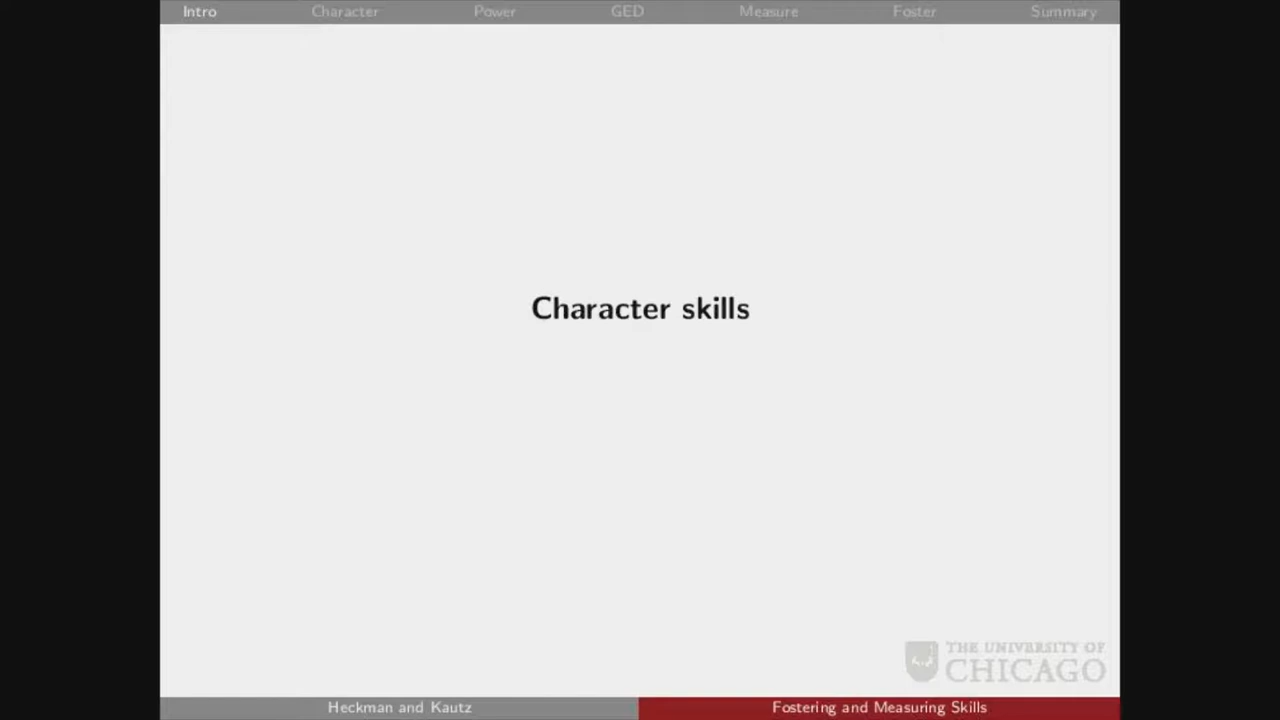 Intro Character Power GED Measure Foster Summary
Character skills
THE UNIVERSITY OF
CHICAGO
Heckman and Kautz Fostering and Measuring Skills